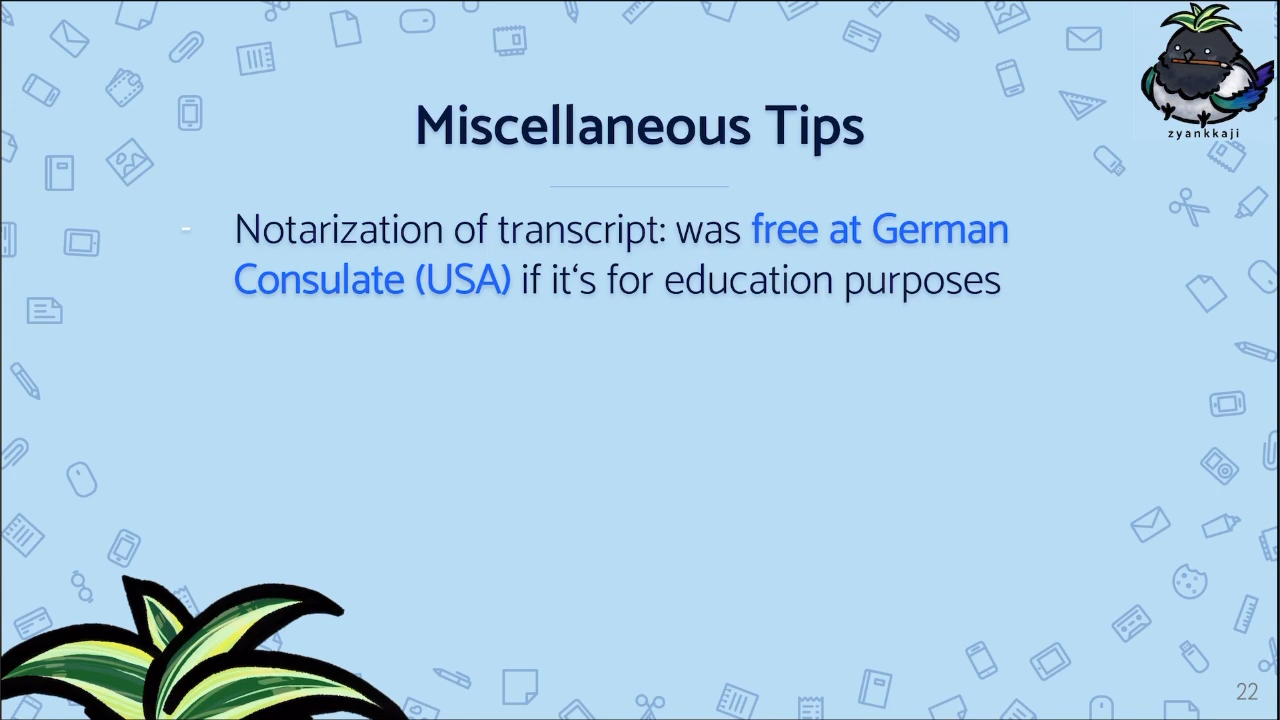 zyankkaji
Miscellaneous Tips
- Notarization of transcript: was free at German
Consulate (USA) if it‘s for education purposes
22